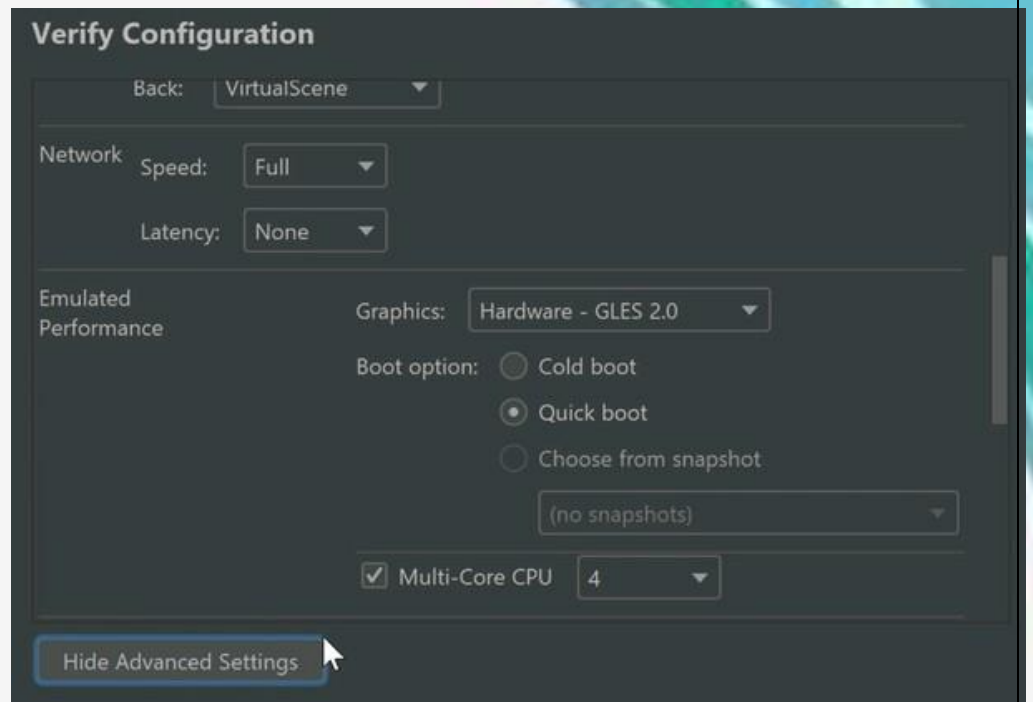 Verify Configuration
Back: VirtualScene
Network Speed: Full
Latency: None
Emulated
Performance
Graphics: Hardware - GLES 2.0
Boot option: Cold boot
Quick boot
Choose from snapshot
(no snapshots)
Multi-Core CPU 4
Hide Advanced Settings